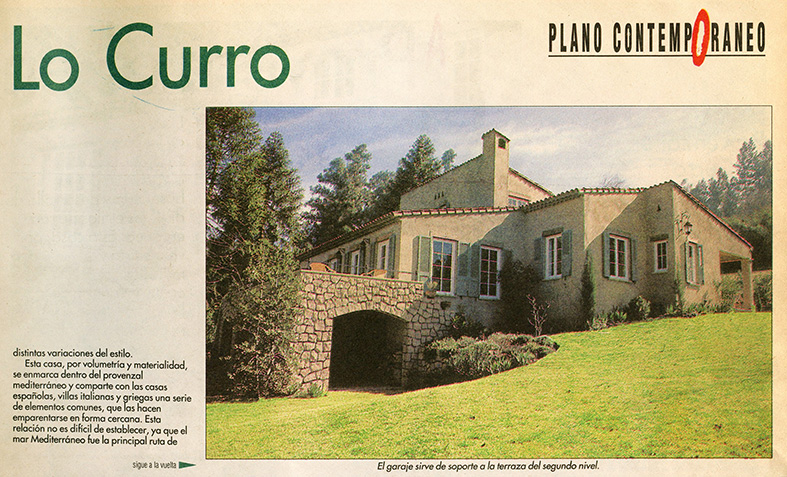 Lo Curro
PLANO CONTEMPORANEO
distintas variaciones del estilo.
Esta casa, por volumetría y materialidad,
se enmarca dentro del provenzal
mediterráneo y comparte con las casas
españolas, villas italianas y griegas una serie
de elementos comunes, que las hacen
emparentarse en forma cercana. Esta
relación no es difícil de establecer, ya que el
mar Mediterráneo fue la principal ruta de
sigue a la vuelta
El garaje sirve de soporte a la terraza del segundo nivel.